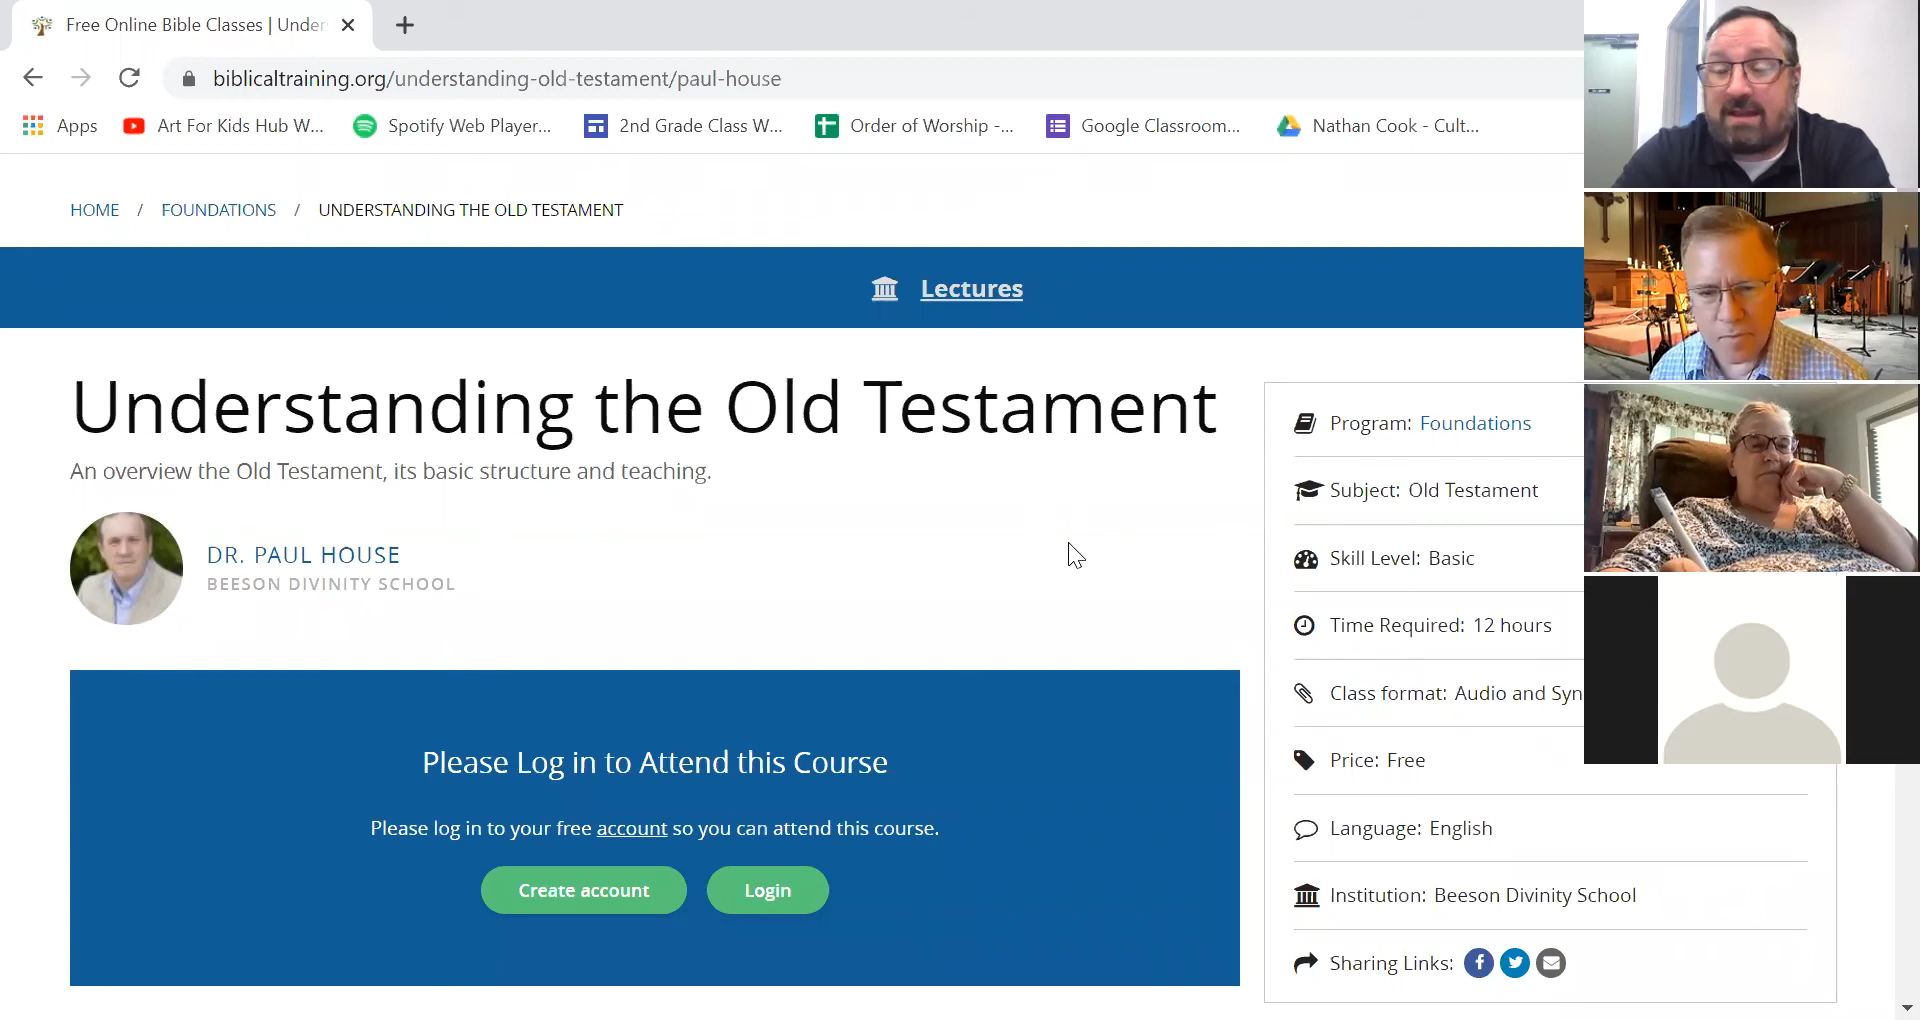 Free Online Bible Classes | Under
biblicaltraining.org/understanding-old-testament/paul-house
Apps
Art For Kids Hub W...
Spotify Web Player...
2nd Grade Class W...
Order of Worship -...
Google Classroom...
Nathan Cook - Cult...
HOME / FOUNDATIONS / UNDERSTANDING THE OLD TESTAMENT
Lectures
Understanding the Old Testament
An overview the Old Testament, its basic structure and teaching.
DR. PAUL HOUSE
BEESON DIVINITY SCHOOL
Please Log in to Attend this Course
Please log in to your free account so you can attend this course.
Create account
Login
Program: Foundations
Subject: Old Testament
Skill Level: Basic
Time Required: 12 hours
Class format: Audio and Syn
Price: Free
Language: English
Institution: Beeson Divinity School
Sharing Links: